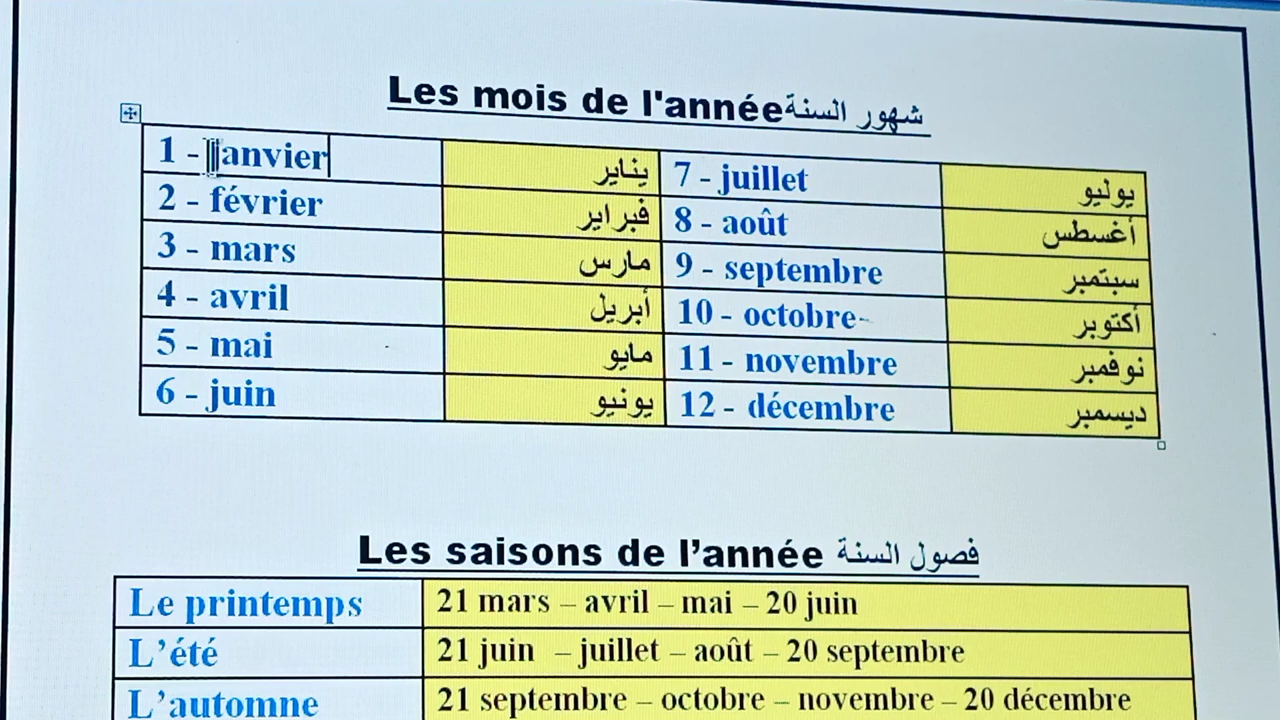 Les mois de l'année شهور السنة
1 - janvier يناير 7 - juillet يوليو
2 - février فبراير 8 - août أغسطس
3 - mars مارس 9 - septembre سبتمبر
4 - avril أبريل 10 - octobre- أكتوبر
5 - mai مايو 11 - novembre نوفمبر
6 - juin يونيو 12 - décembre ديسمبر
Les saisons de l’année فصول السنة
Le printemps 21 mars – avril – mai – 20 juin
L’été 21 juin – juillet – août – 20 septembre
L’automne 21 septembre – octobre – novembre – 20 décembre